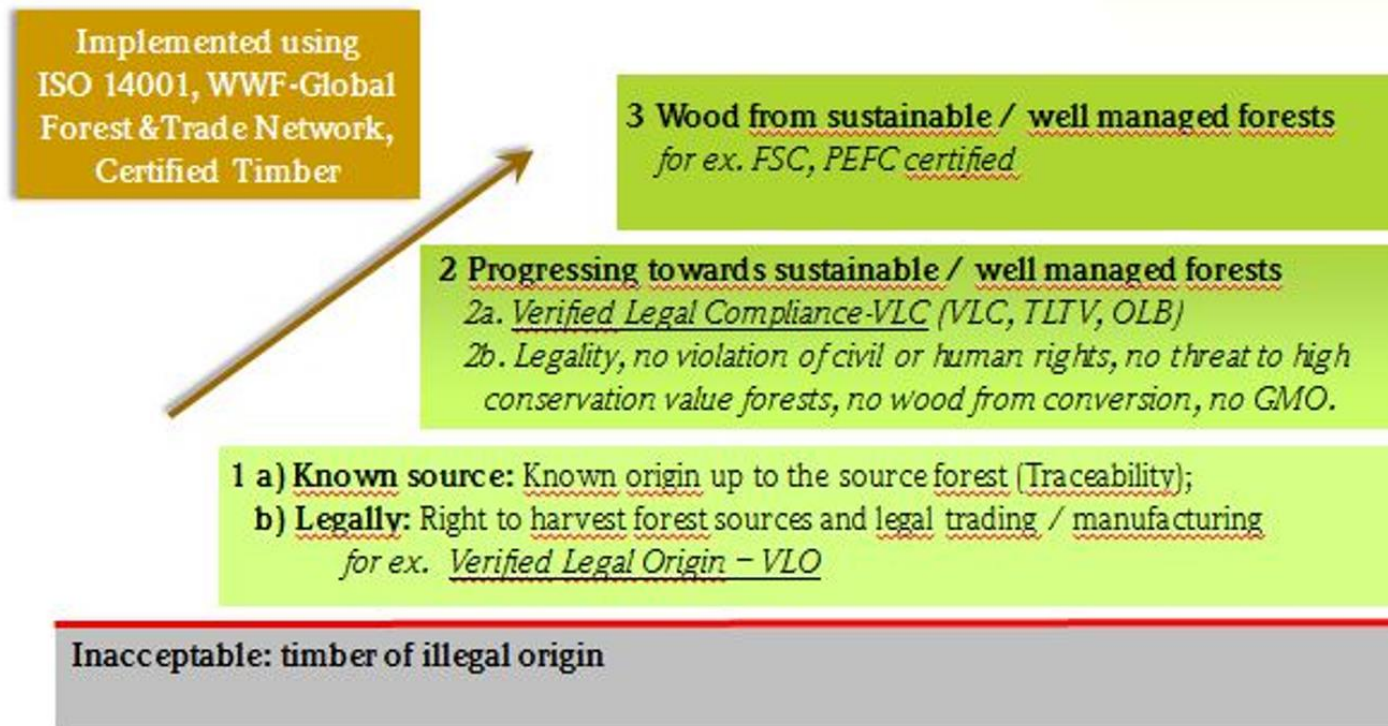 Implemented using
ISO 14001, WWF-Global
Forest &Trade Network,
Certified Timber
3 Wood from sustainable / well managed forests
for ex. FSC, PEFC certified
2 Progressing towards sustainable / well managed forests
2a. Verified Legal Compliance-VLC (VLC, TLTV, OLB)
2b. Legality, no violation of civil or human rights, no threat to high
conservation value forests, no wood from conversion, no GMO.
1 a) Known source: Known origin up to the source forest (Traceability);
b) Legally: Right to harvest forest sources and legal trading / manufacturing
for ex. Verified Legal Origin – VLO
Inacceptable: timber of illegal origin